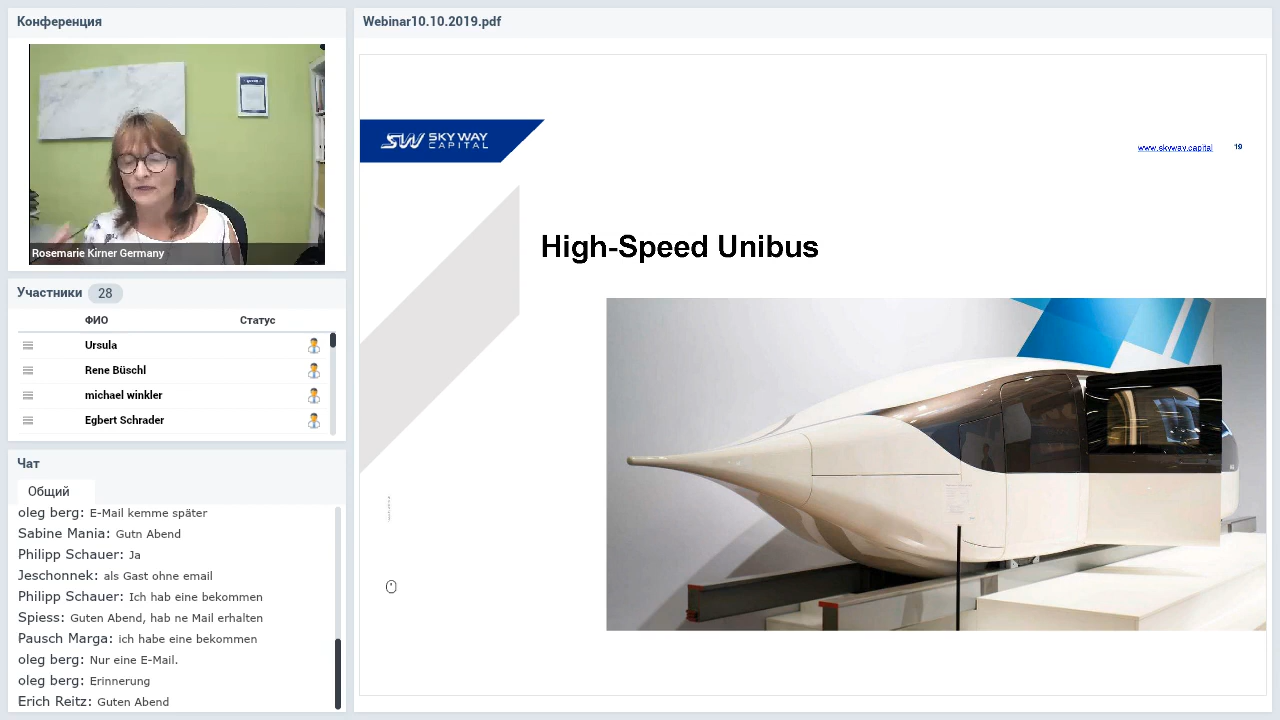 Конференция
Rosemarie Kirner Germany
Участники 28
ФИО Статус
Ursula
Rene Büschl
michael winkler
Egbert Schrader
Чат
Общий
oleg berg: E-Mail kemme später
Sabine Mania: Gutn Abend
Philipp Schauer: Ja
Jeschonnek: als Gast ohne email
Philipp Schauer: Ich hab eine bekommen
Spiess: Guten Abend, hab ne Mail erhalten
Pausch Marga: ich habe eine bekommen
oleg berg: Nur eine E-Mail.
oleg berg: Erinnerung
Erich Reitz: Guten Abend
Webinar10.10.2019.pdf
SW SKYWAY
CAPITAL
www.skyway.capital 19
High-Speed Unibus